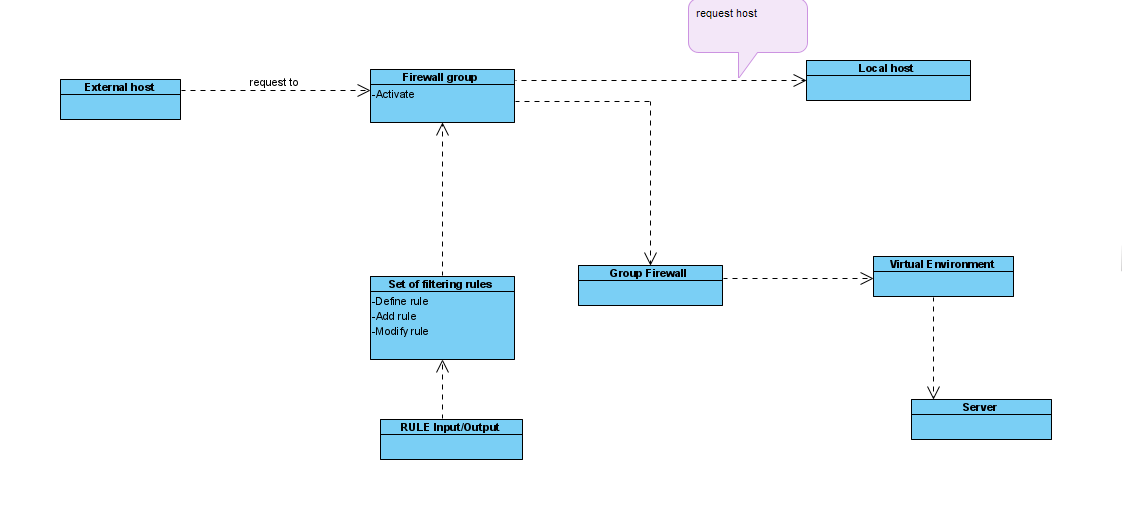 request host
External host
request to
Firewall group
-Activate
Local host
Set of filtering rules
-Define rule
-Add rule
-Modify rule
Group Firewall
Virtual Environment
RULE Input/Output
Server